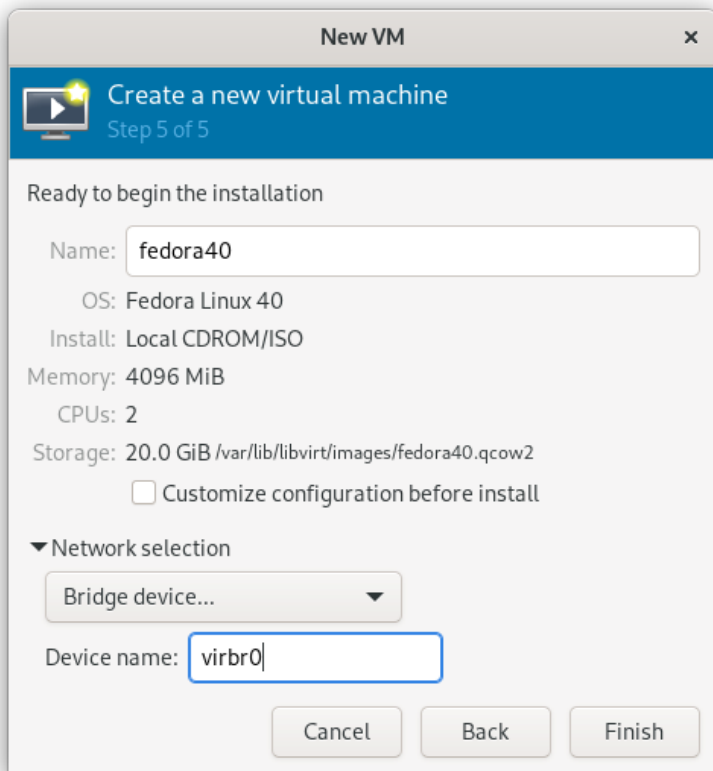 New VM
Create a new virtual machine
Step 5 of 5
Ready to begin the installation
Name: fedora40
OS: Fedora Linux 40
Install: Local CDROM/ISO
Memory: 4096 MiB
CPUs: 2
Storage: 20.0 GiB /var/lib/libvirt/images/fedora40.qcow2
Customize configuration before install
Network selection
Bridge device...
Device name: virbr0
Cancel Back Finish